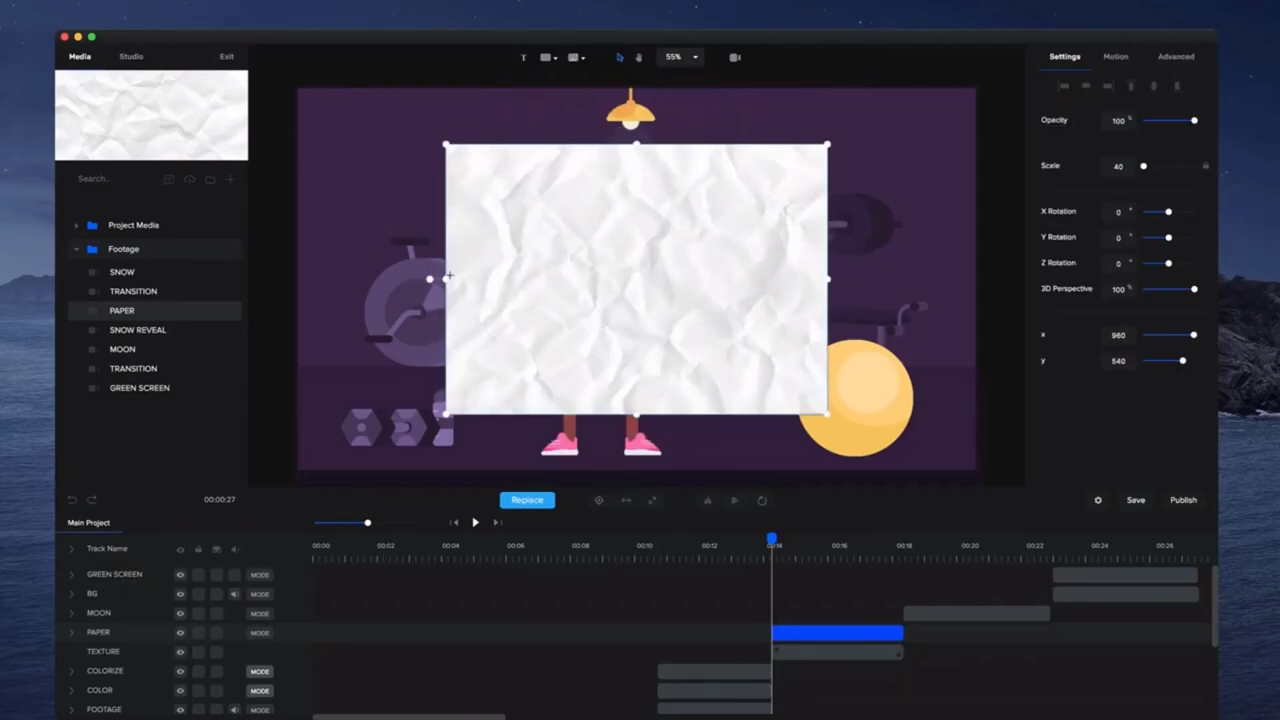 Media Studio Exit
T 55%
Settings Motion Advanced
Opacity 100 %
Search..
Scale 40
Project Media
X Rotation 0 °
Footage
Y Rotation 0 °
SNOW
Z Rotation 0 °
TRANSITION
3D Perspective 100 %
PAPER
SNOW REVEAL
x 960
MOON
y 540
TRANSITION
GREEN SCREEN
00:00:27 Replace Save Publish
Main Project
Track Name 00:00 00:02 00:04 00:06 00:08 00:10 00:12 00:14 00:16 00:18 00:20 00:22 00:24 00:26
GREEN SCREEN MODE
BG MODE
MOON MODE
PAPER MODE
TEXTURE
COLORIZE MODE
COLOR MODE
FOOTAGE MODE